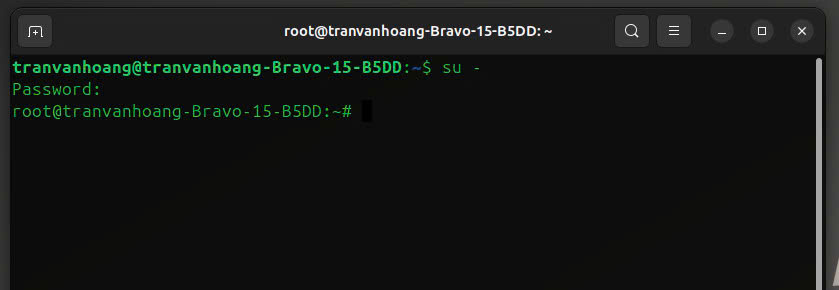 root@tranvanhoang-Bravo-15-B5DD: ~
tranvanhoang@tranvanhoang-Bravo-15-B5DD:~$ su -
Password:
root@tranvanhoang-Bravo-15-B5DD:~#